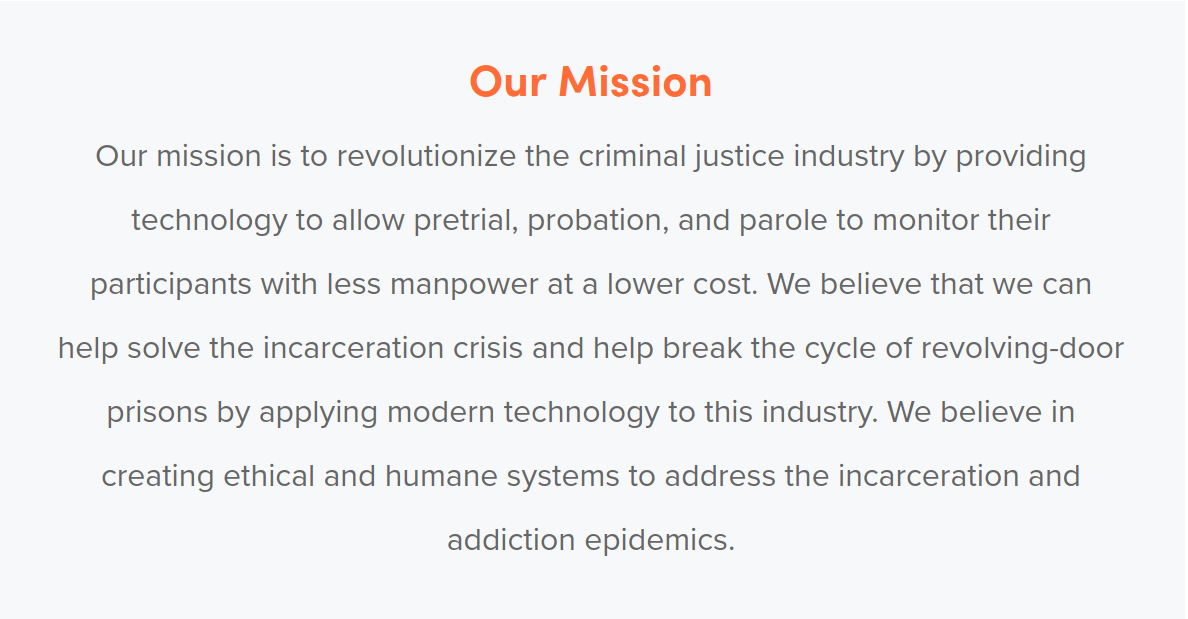 Our Mission
Our mission is to revolutionize the criminal justice industry by providing
technology to allow pretrial, probation, and parole to monitor their
participants with less manpower at a lower cost. We believe that we can
help solve the incarceration crisis and help break the cycle of revolving-door
prisons by applying modern technology to this industry. We believe in
creating ethical and humane systems to address the incarceration and
addiction epidemics.